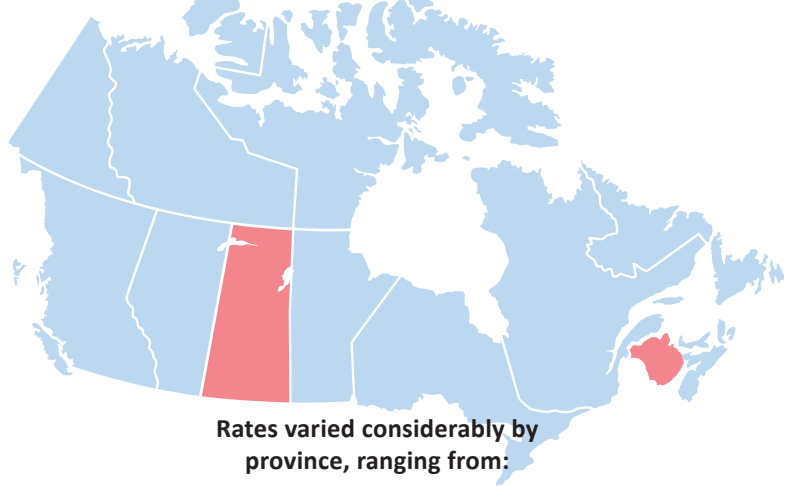 Rates varied considerably by
province, ranging from: